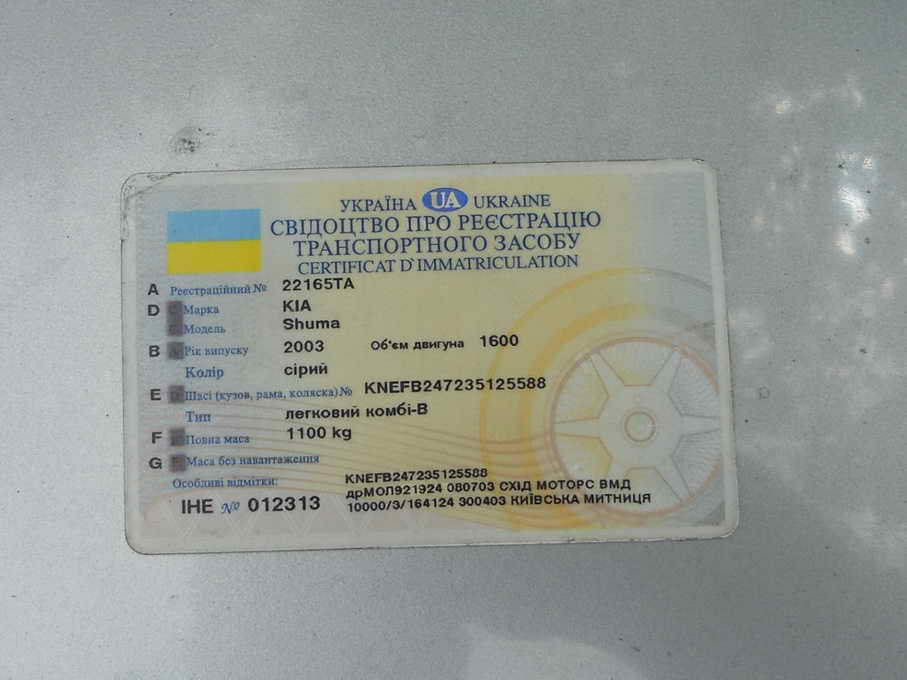 УКРАЇНА UA UKRAINE
СВІДОЦТВО ПРО РЕЄСТРАЦІЮ
ТРАНСПОРТНОГО ЗАСОБУ
CERTIFICAT D`IMMATRICULATION
A Реєстраційний № 22165ТА
D Марка KIA
Модель Shuma
B Рік випуску 2003 Об'єм двигуна 1600
Колір сірий
E Шасі (кузов, рама, коляска) № KNEFB247235125588
Тип легковий комбі-В
F Повна маса 1100 kg
G Маса без навантаження
Особливі відмітки: KNEFB247235125588
дрМОЛ921924 080703 СХІД МОТОРС ВМД
ІНЕ № 012313 10000/3/164124 300403 КИЇВСЬКА МИТНИЦЯ